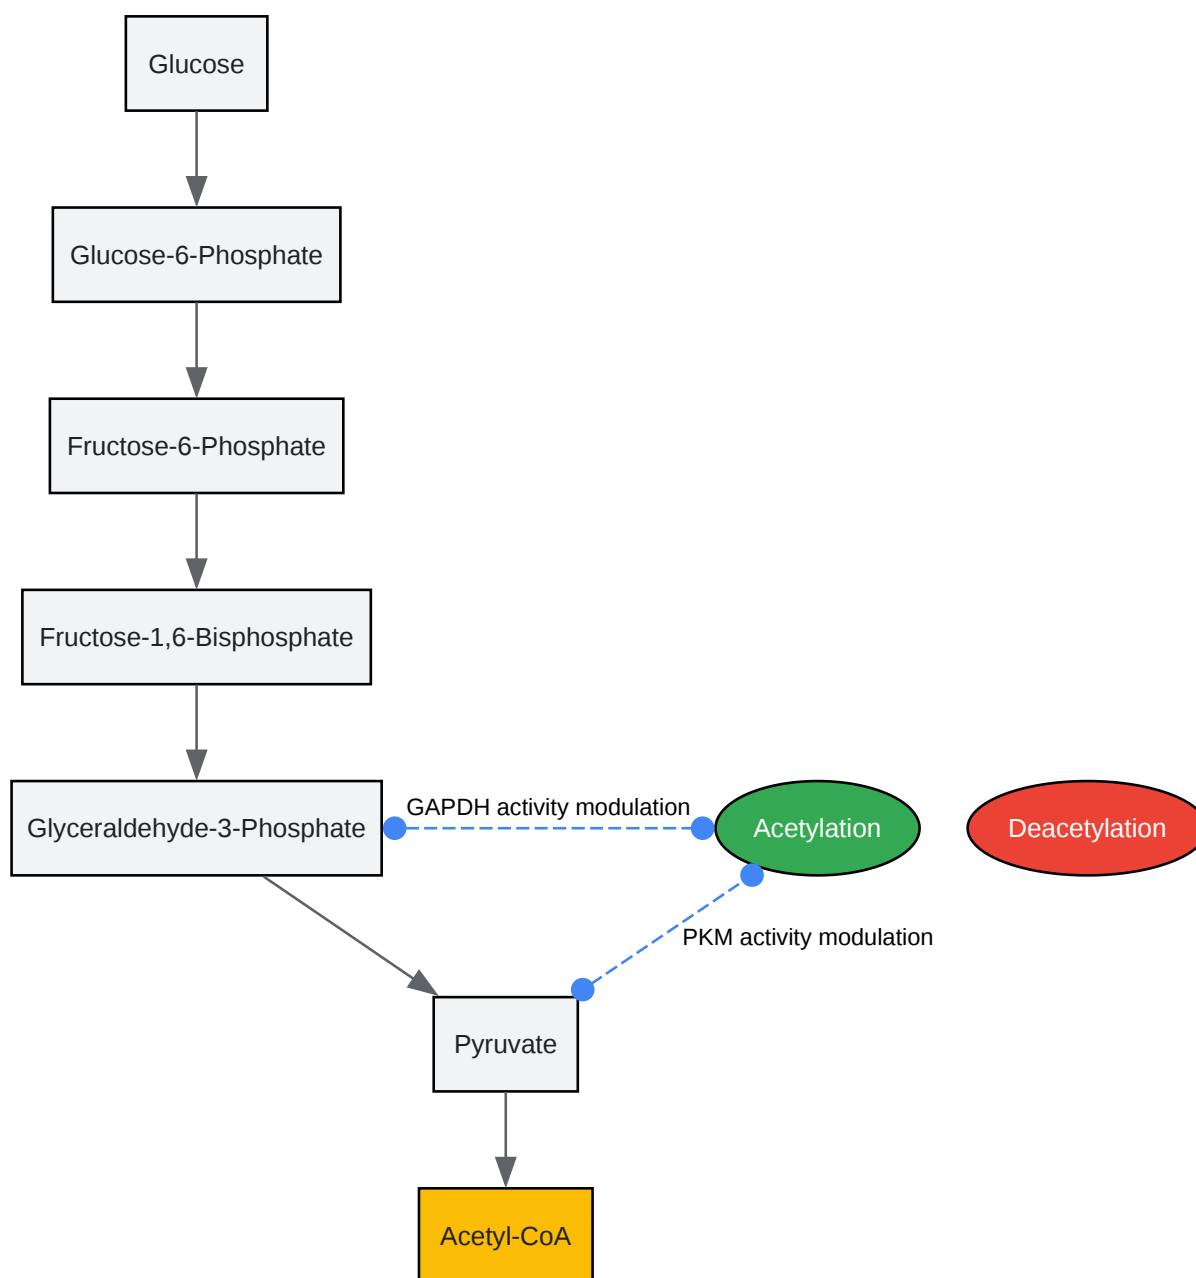 Glucose
Glucose-6-Phosphate
Fructose-6-Phosphate
Fructose-1,6-Bisphosphate
Glyceraldehyde-3-Phosphate
GAPDH activity modulation
Acetylation
Deacetylation
PKM activity modulation
Pyruvate
Acetyl-CoA